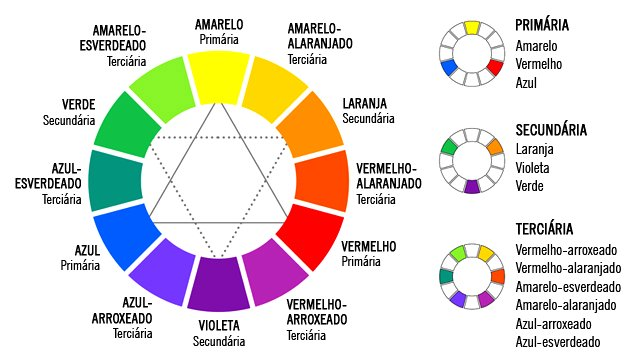 AMARELO
Primária
AMARELO-
ALARANJADO
Terciária
LARANJA
Secundária
VERMELHO-
ALARANJADO
Terciária
VERMELHO
Primária
VERMELHO-
ARROXEADO
Terciária
VIOLETA
Secundária
AZUL-
ARROXEADO
Terciária
AZUL
Primária
AZUL-
ESVERDEADO
Terciária
VERDE
Secundária
AMARELO-
ESVERDEADO
Terciária
PRIMÁRIA
Amarelo
Vermelho
Azul
SECUNDÁRIA
Laranja
Violeta
Verde
TERCIÁRIA
Vermelho-arroxeado
Vermelho-alaranjado
Amarelo-esverdeado
Amarelo-alaranjado
Azul-arroxeado
Azul-esverdeado